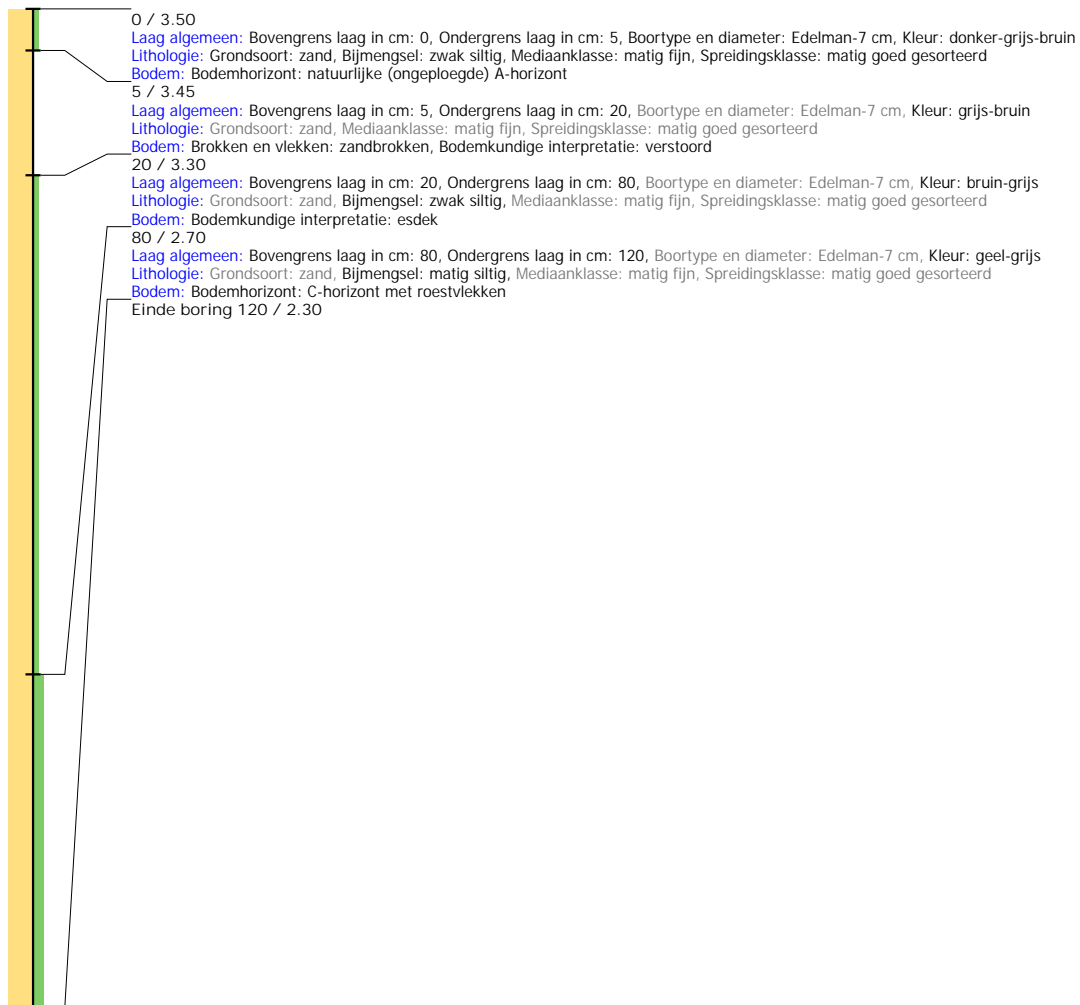 0 / 3.50
Laag algemeen: Bovengrens laag in cm: 0, Ondergrens laag in cm: 5, Boortype en diameter: Edelman-7 cm, Kleur: donker-grijs-bruin
Lithologie: Grondsoort: zand, Bijmengsel: zwak siltig, Mediaanklasse: matig fijn, Spreidingsklasse: matig goed gesorteerd
Bodem: Bodemhorizont: natuurlijke (ongeploegde) A-horizont
5 / 3.45
Laag algemeen: Bovengrens laag in cm: 5, Ondergrens laag in cm: 20, Boortype en diameter: Edelman-7 cm, Kleur: grijs-bruin
Lithologie: Grondsoort: zand, Mediaanklasse: matig fijn, Spreidingsklasse: matig goed gesorteerd
Bodem: Brokken en vlekken: zandbrokken, Bodemkundige interpretatie: verstoord
20 / 3.30
Laag algemeen: Bovengrens laag in cm: 20, Ondergrens laag in cm: 80, Boortype en diameter: Edelman-7 cm, Kleur: bruin-grijs
Lithologie: Grondsoort: zand, Bijmengsel: zwak siltig, Mediaanklasse: matig fijn, Spreidingsklasse: matig goed gesorteerd
Bodem: Bodemkundige interpretatie: esdek
80 / 2.70
Laag algemeen: Bovengrens laag in cm: 80, Ondergrens laag in cm: 120, Boortype en diameter: Edelman-7 cm, Kleur: geel-grijs
Lithologie: Grondsoort: zand, Bijmengsel: matig siltig, Mediaanklasse: matig fijn, Spreidingsklasse: matig goed gesorteerd
Bodem: Bodemhorizont: C-horizont met roestvlekken
Einde boring 120 / 2.30